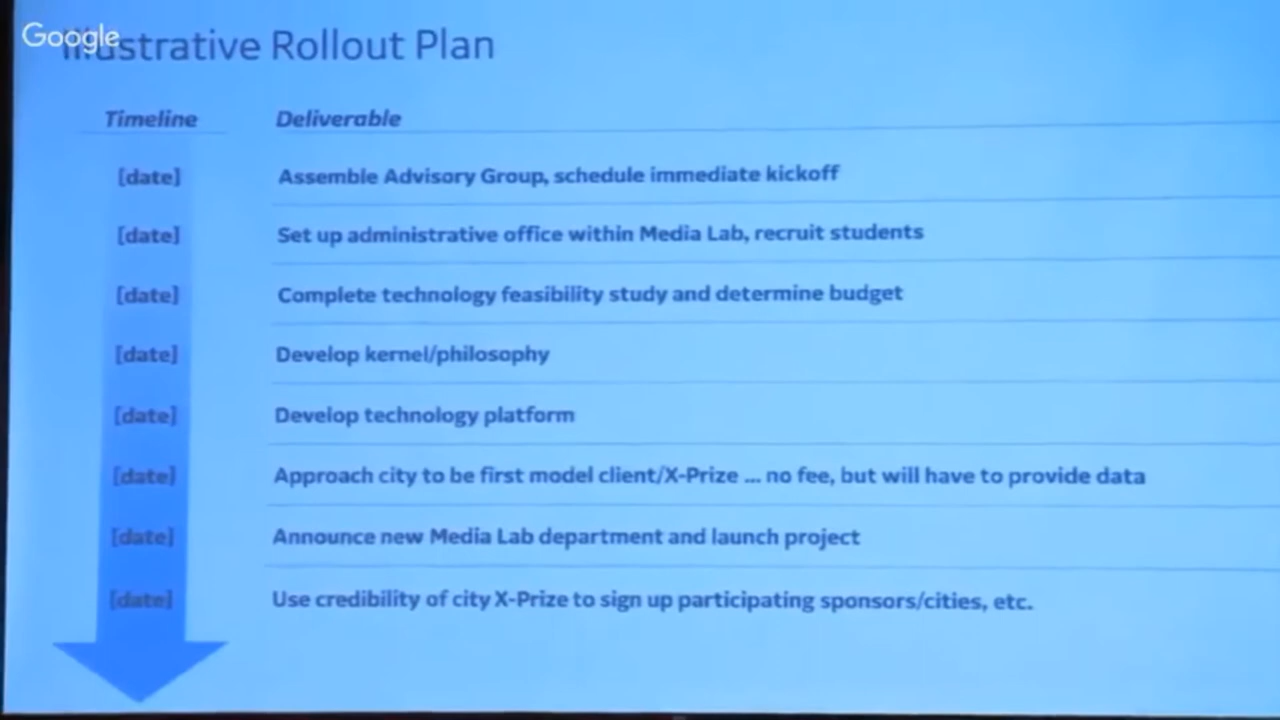 Google
Illustrative Rollout Plan
Timeline Deliverable
[date] Assemble Advisory Group, schedule immediate kickoff
[date] Set up administrative office within Media Lab, recruit students
[date] Complete technology feasibility study and determine budget
[date] Develop kernel/philosophy
[date] Develop technology platform
[date] Approach city to be first model client/X-Prize ... no fee, but will have to provide data
[date] Announce new Media Lab department and launch project
[date] Use credibility of city X-Prize to sign up participating sponsors/cities, etc.